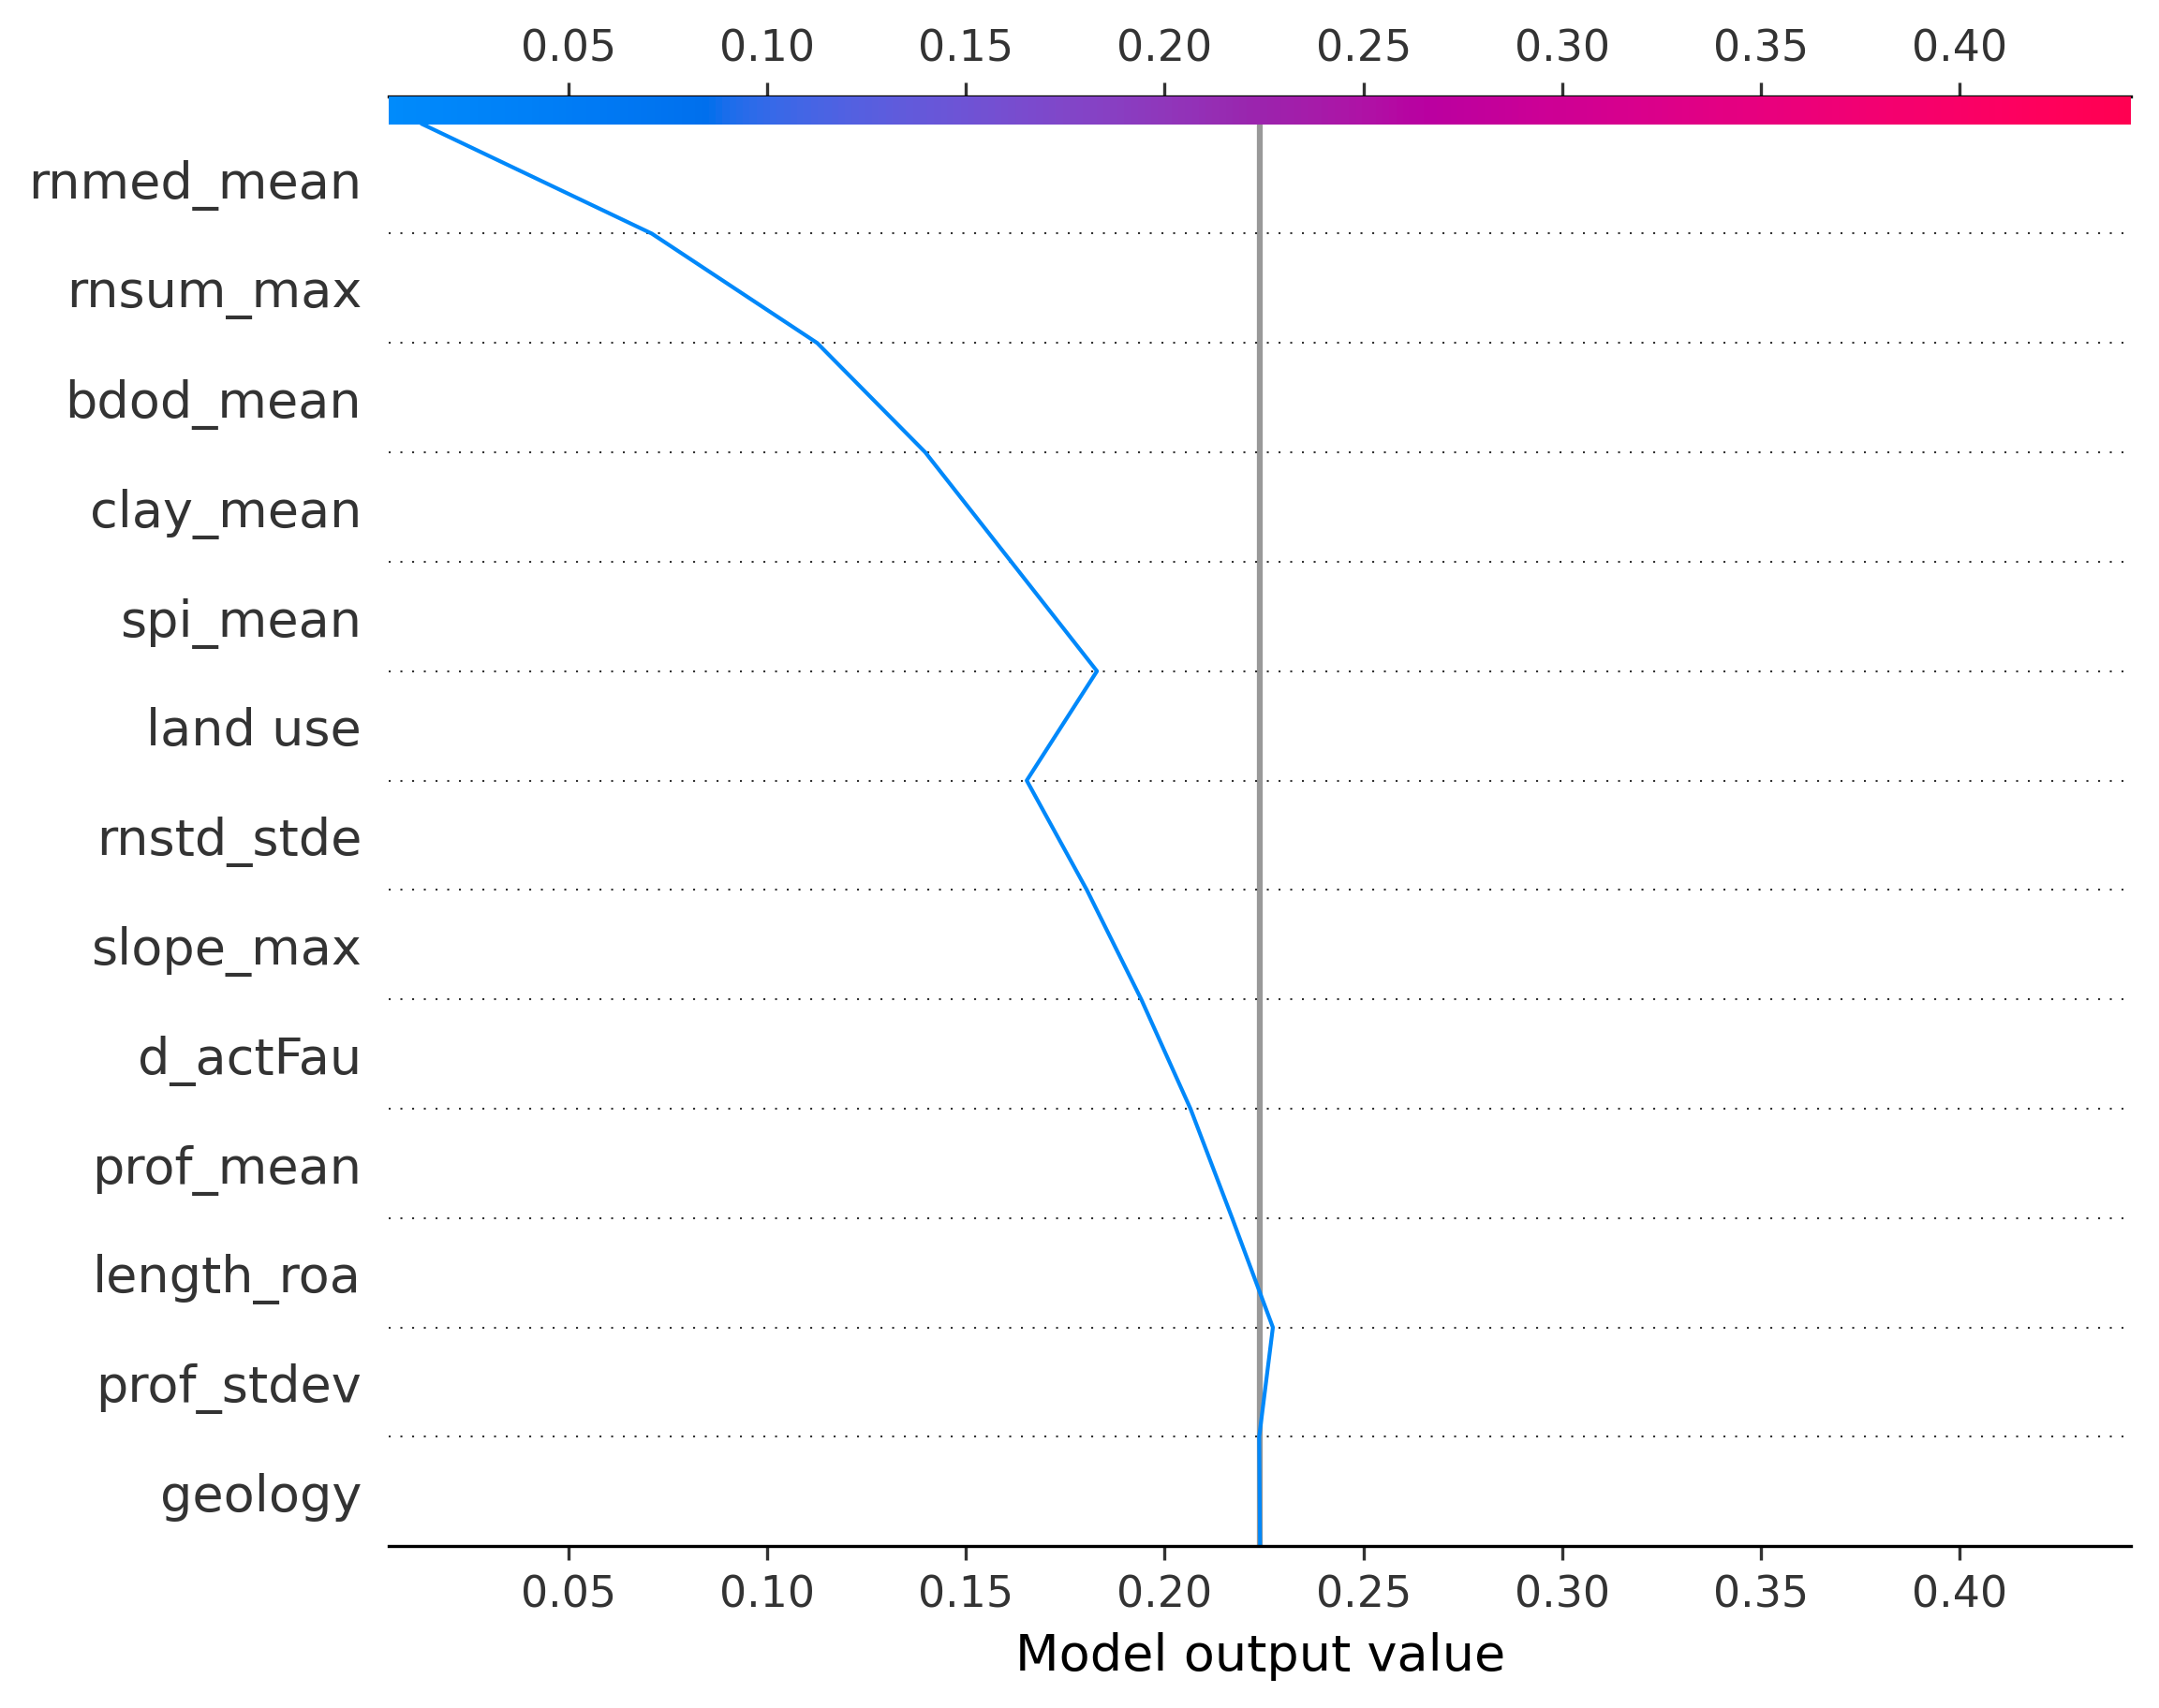 0.05 0.10 0.15 0.20 0.25 0.30 0.35 0.40
rnmed_mean
rnsum_max
bdod_mean
clay_mean
spi_mean
land use
rnstd_stde
slope_max
d_actFau
prof_mean
length_roa
prof_stdev
geology
0.05 0.10 0.15 0.20 0.25 0.30 0.35 0.40
Model output value